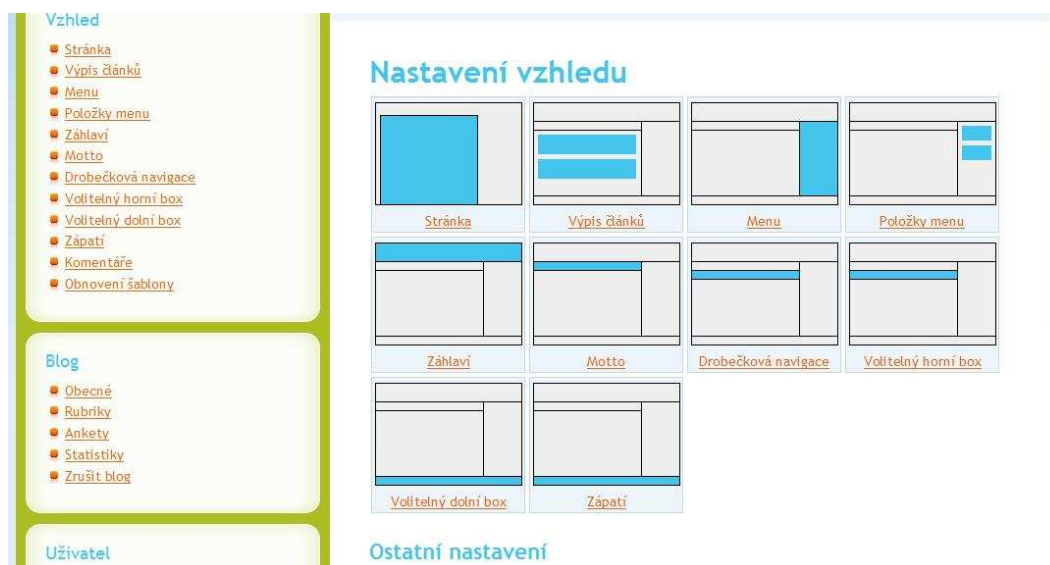 Vzhled
Stránka
Výpis článků
Menu
Položky menu
Záhlaví
Motto
Drobečková navigace
Volitelný horní box
Volitelný dolní box
Zápatí
Komentáře
Obnovení šablony
Blog
Obecné
Rubriky
Ankety
Statistiky
Zrušit blog
Uživatel
Nastavení vzhledu
Stránka
Výpis článků
Menu
Položky menu
Záhlaví
Motto
Drobečková navigace
Volitelný horní box
Volitelný dolní box
Zápatí
Ostatní nastavení